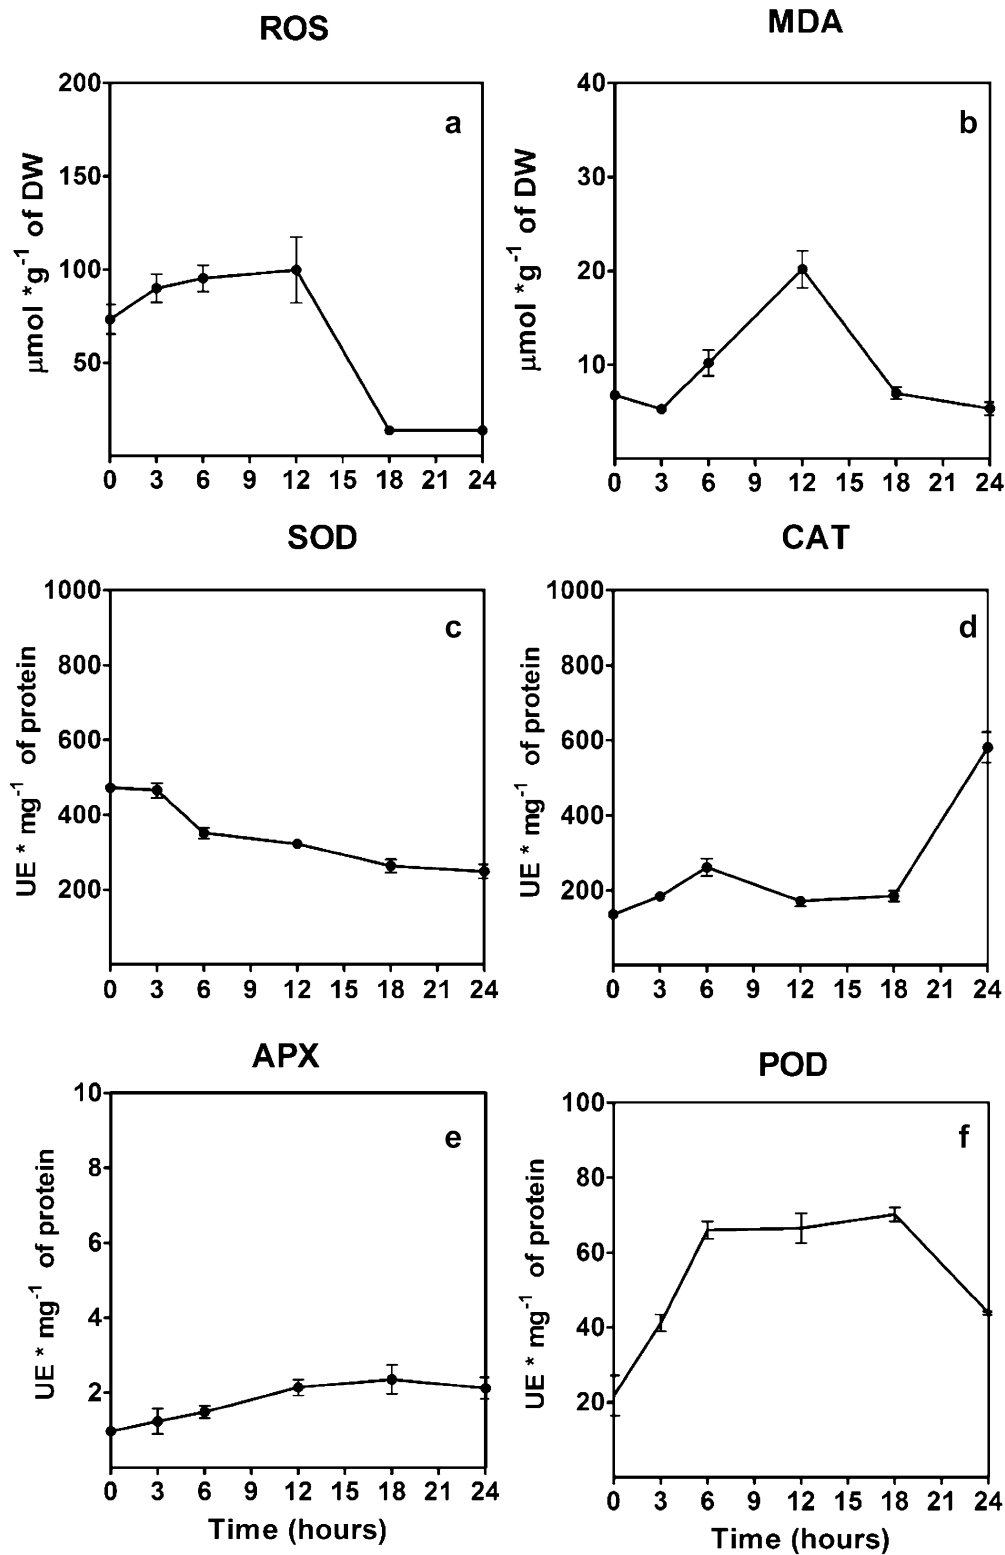 ROS
MDA
200
150
100
50
a
µmol *g⁻¹ of DW
0 3 6 9 12 15 18 21 24
40
30
20
10
b
µmol *g⁻¹ of DW
0 3 6 9 12 15 18 21 24
SOD
CAT
1000
800
600
400
200
c
UE * mg⁻¹ of protein
0 3 6 9 12 15 18 21 24
1000
800
600
400
200
d
UE * mg⁻¹ of protein
0 3 6 9 12 15 18 21 24
APX
POD
10
8
6
4
2
e
UE * mg⁻¹ of protein
0 3 6 9 12 15 18 21 24
Time (hours)
100
80
60
40
20
f
UE * mg⁻¹ of protein
0 3 6 9 12 15 18 21 24
Time (hours)